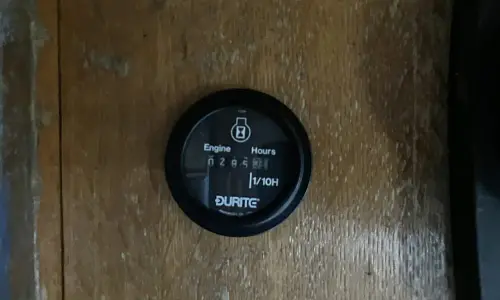 Engine Hours
1/10H
DURITE